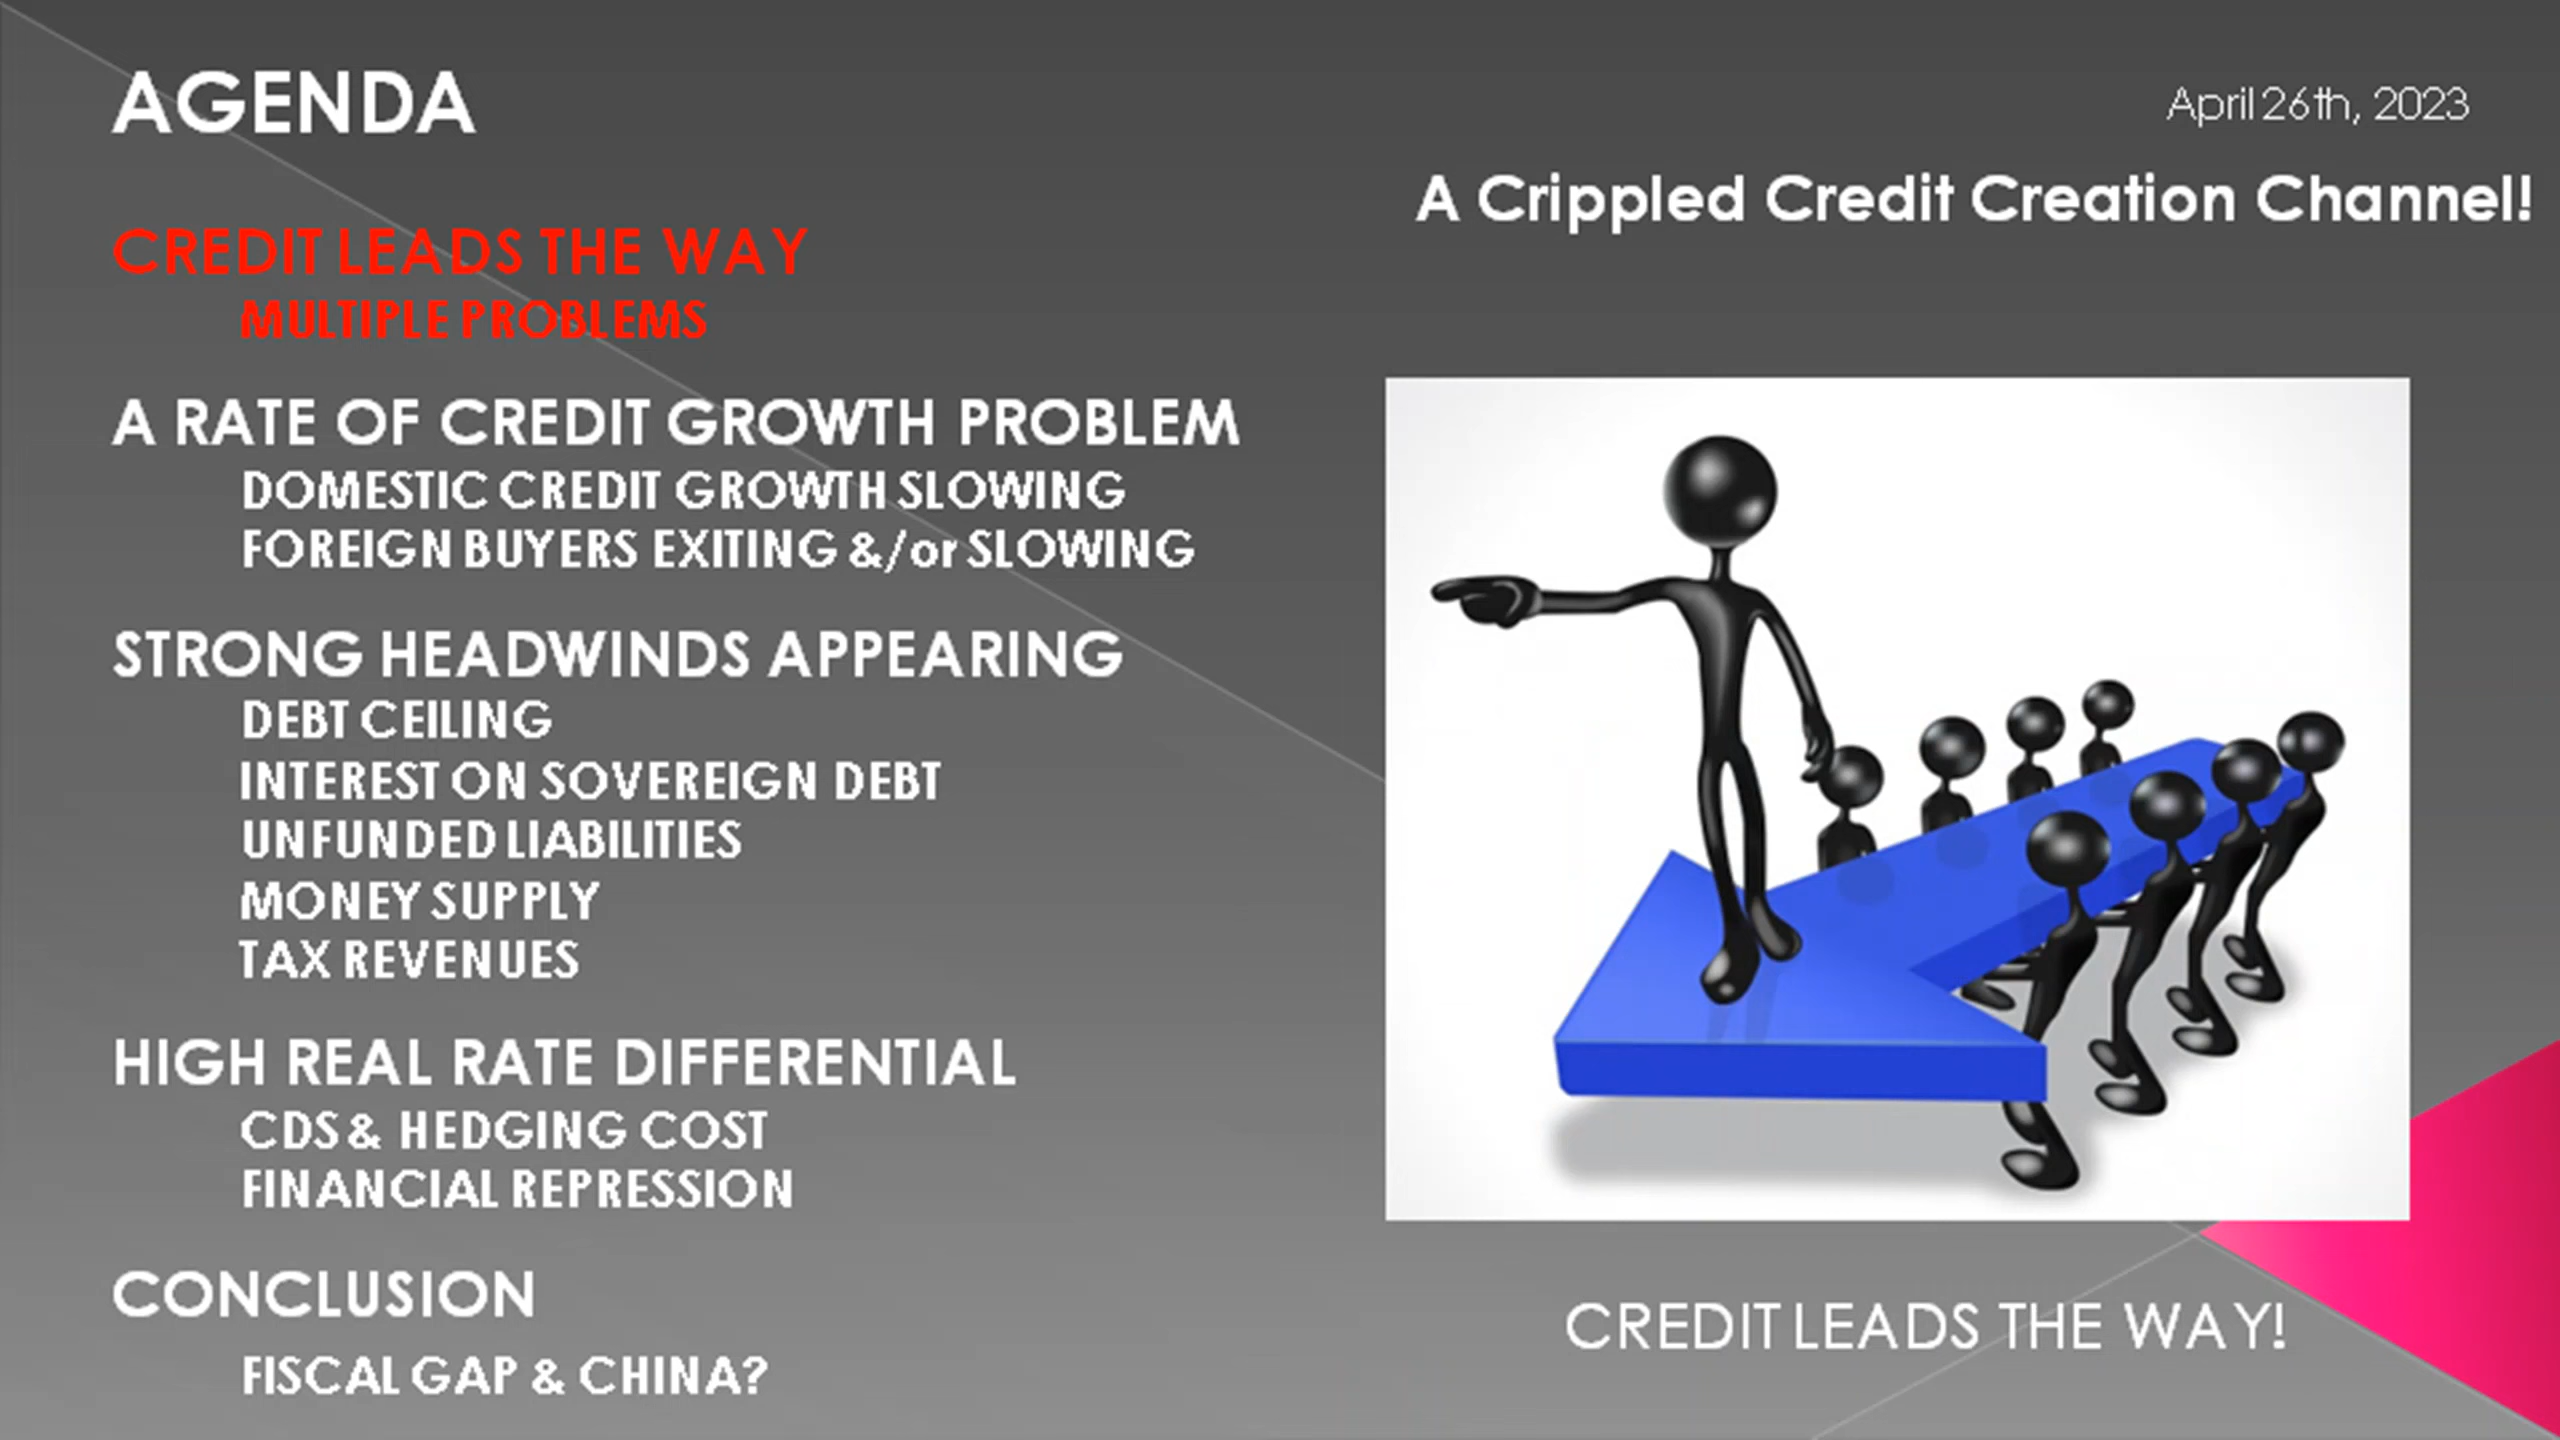 AGENDA
April 26th, 2023
A Crippled Credit Creation Channel!
CREDIT LEADS THE WAY
MULTIPLE PROBLEMS
A RATE OF CREDIT GROWTH PROBLEM
DOMESTIC CREDIT GROWTH SLOWING
FOREIGN BUYERS EXITING &/or SLOWING
STRONG HEADWINDS APPEARING
DEBT CEILING
INTEREST ON SOVEREIGN DEBT
UNFUNDED LIABILITIES
MONEY SUPPLY
TAX REVENUES
HIGH REAL RATE DIFFERENTIAL
CDS & HEDGING COST
FINANCIAL REPRESSION
CONCLUSION
FISCAL GAP & CHINA?
CREDIT LEADS THE WAY!